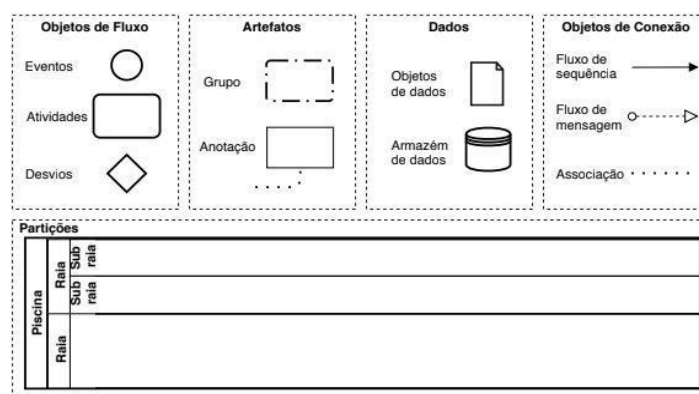 Objetos de Fluxo
Eventos
Atividades
Desvios
Artefatos
Grupo
Anotação
Dados
Objetos
de dados
Armazém
de dados
Objetos de Conexão
Fluxo de
sequência
Fluxo de
mensagem
Associação
Partições
Piscina
Raia
Sub
raia
Sub
raia
Raia